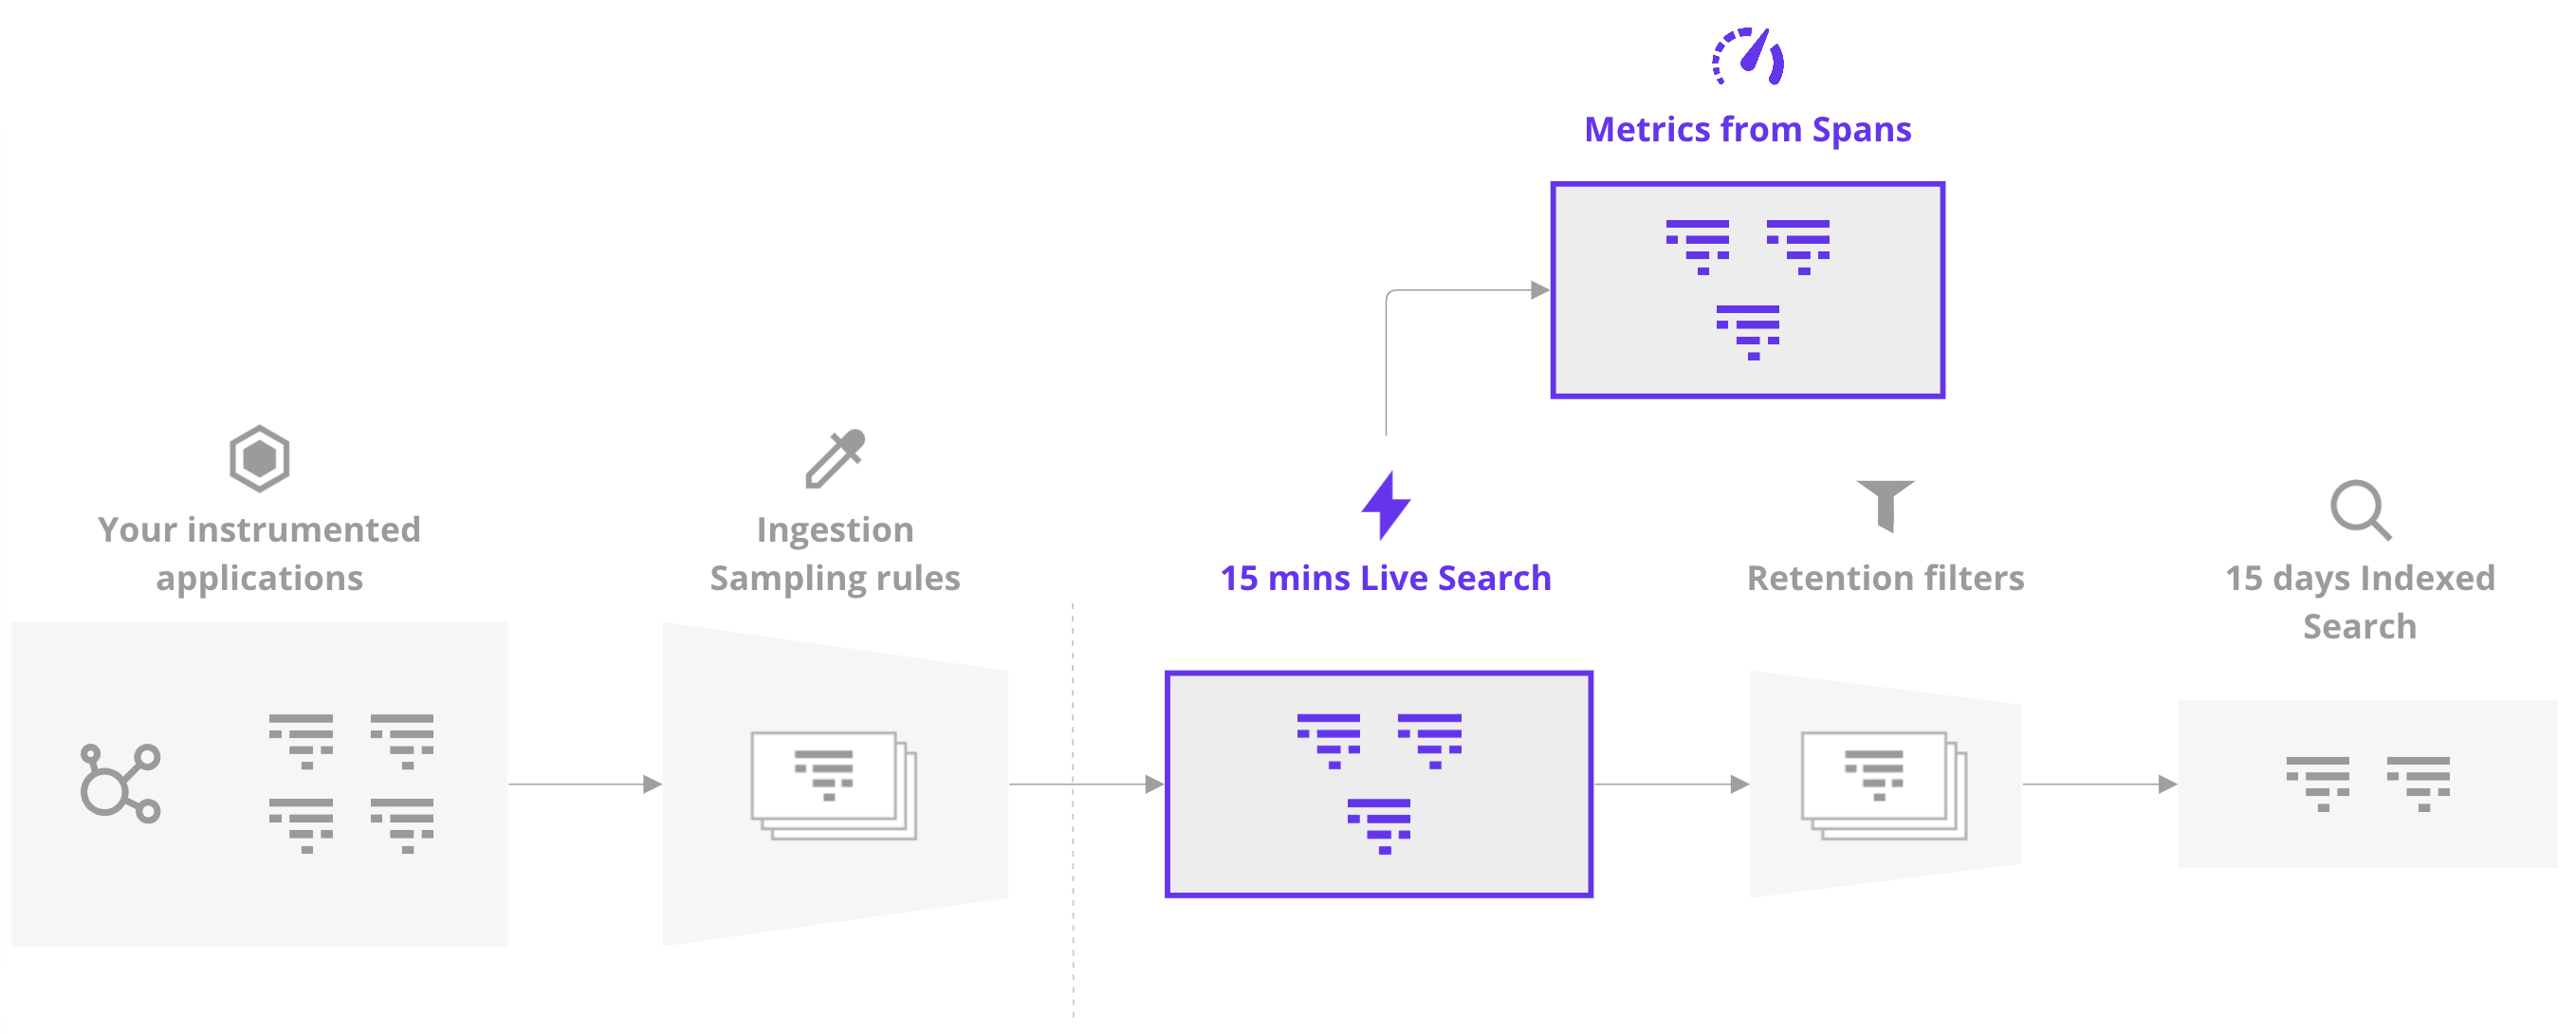 Metrics from Spans
Your instrumented
applications
Ingestion
Sampling rules
15 mins Live Search
Retention filters
15 days Indexed
Search